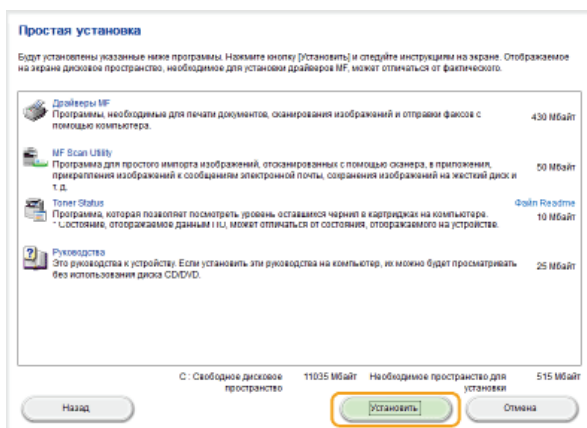 Простая установка
Будут установлены указанные ниже программы. Нажмите кнопку [Установить] и следуйте инструкциям на экране. Отображаемое
на экране дисковое пространство, необходимое для установки драйверов MF, может отличаться от фактического.
Драйверы MF
Программы, необходимые для печати документов, сканирования изображений и отправки факсов с
помощью компьютера.
430 Мбайт
MF Scan Utility
Программа для простого импорта изображений, отсканированных с помощью сканера, в приложения,
прикрепления изображений к сообщениям электронной почты, сохранения изображений на жесткий диск и
т.д.
50 Мбайт
Toner Status
Файл Readme
Программа, которая позволяет посмотреть уровень оставшихся чернил в картриджах на компьютере.
10 Мбайт
* Состояние, отображаемое данным ПО, может отличаться от состояния, отображаемого на устройстве.
Руководства
Это руководства к устройству. Если установить эти руководства на компьютер, их можно будет просматривать
без использования диска CD/DVD.
25 Мбайт
C : Свободное дисковое
пространство
11035 Мбайт
Необходимое пространство для
установки
515 Мбайт
Назад
Установить
Отмена